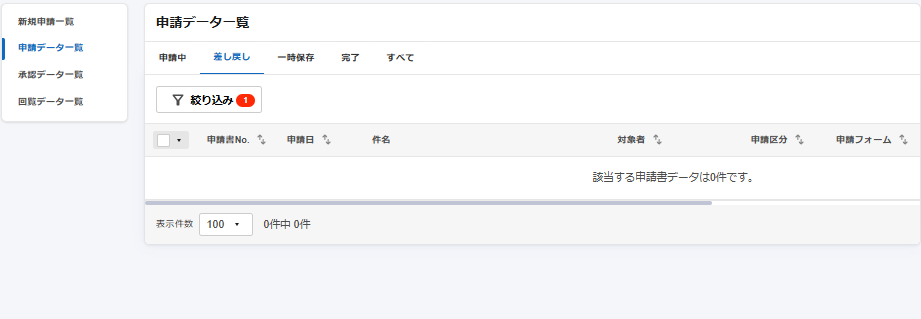 新規申請一覧
申請データ一覧
承認データ一覧
回覧データ一覧
申請データ一覧
申請中 差し戻し 一時保存 完了 すべて
絞り込み 1
申請書No. 申請日 件名 対象者 申請区分 申請フォーム
該当する申請書データは0件です。
表示件数 100 0件中 0件